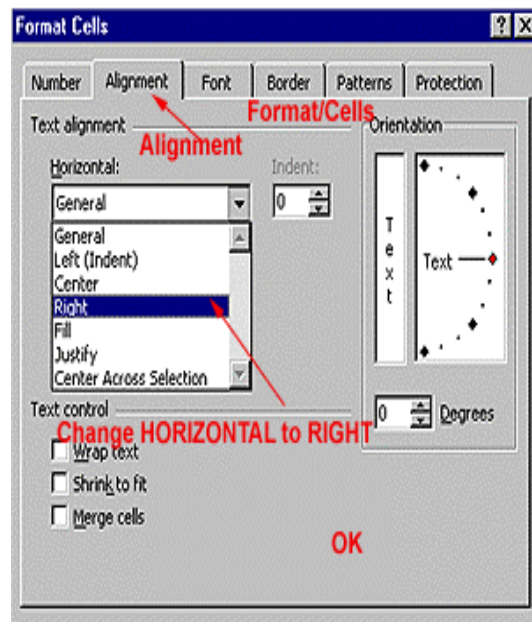 Format Cells
Number Alignment Font Border Patterns Protection
Format/Cells
Text alignment
Orientation
Alignment
Horizontal:
Indent:
General
0
General
Left (Indent)
Center
Right
Fill
Justify
Center Across Selection
T
e
x
t
Text
Text control
0 Degrees
Change HORIZONTAL to RIGHT
Wrap text
Shrink to fit
Merge cells
OK